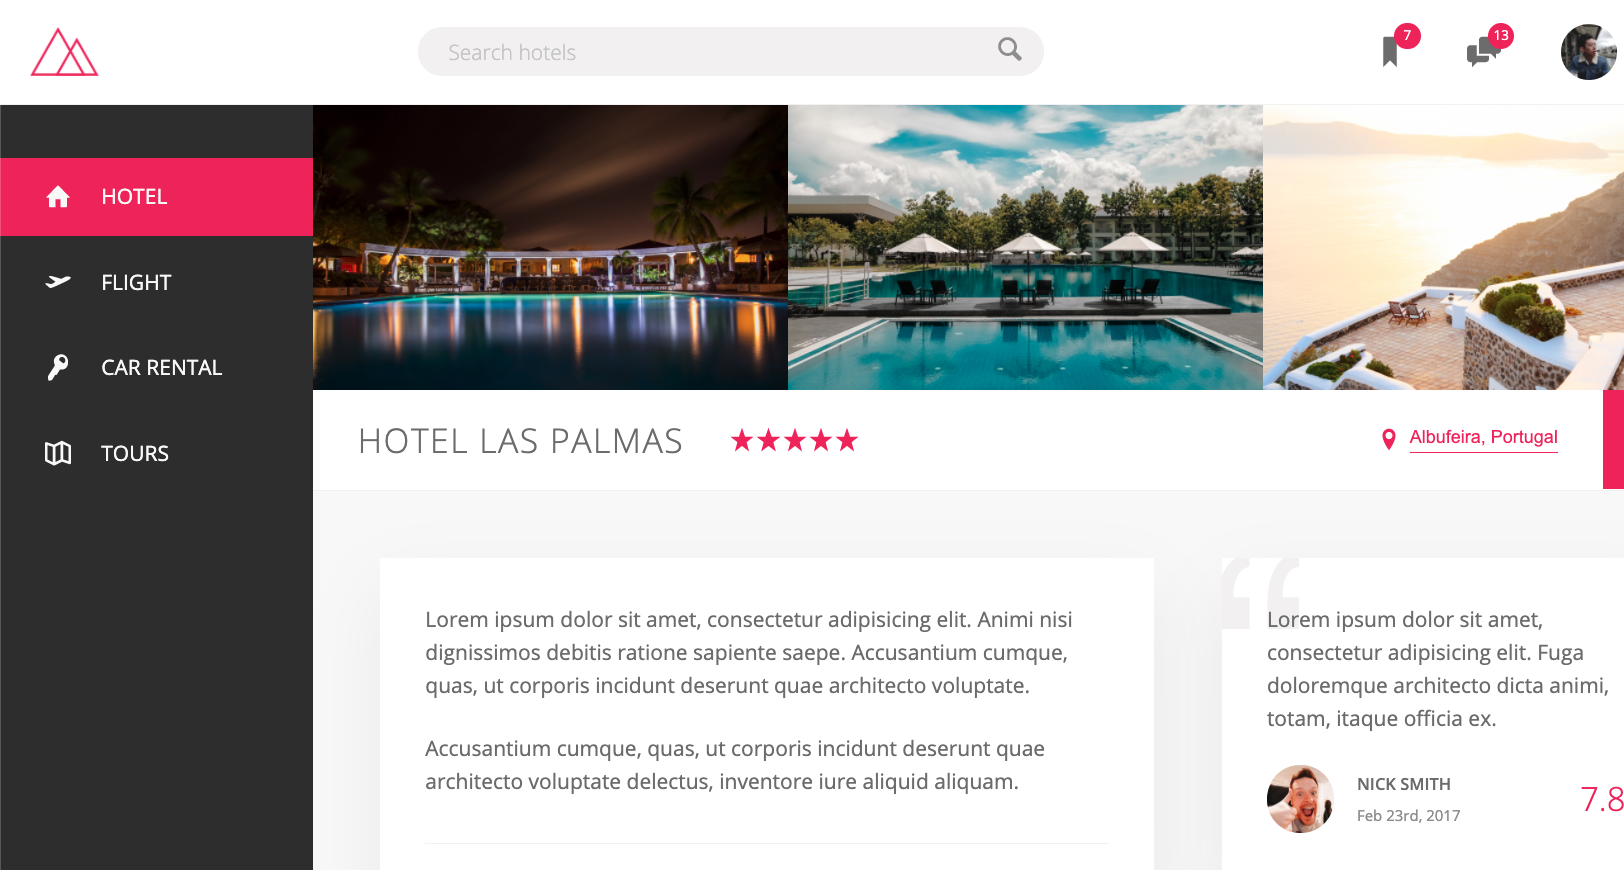 Search hotels
7
13
HOTEL
FLIGHT
CAR RENTAL
TOURS
HOTEL LAS PALMAS
Albufeira, Portugal
Lorem ipsum dolor sit amet, consectetur adipisicing elit. Animi nisi
dignissimos debitis ratione sapiente saepe. Accusantium cumque,
quas, ut corporis incidunt deserunt quae architecto voluptate.
Accusantium cumque, quas, ut corporis incidunt deserunt quae
architecto voluptate delectus, inventore iure aliquid aliquam.
“
Lorem ipsum dolor sit amet,
consectetur adipisicing elit. Fuga
doloremque architecto dicta animi,
totam, itaque officia ex.
NICK SMITH
Feb 23rd, 2017
7.8